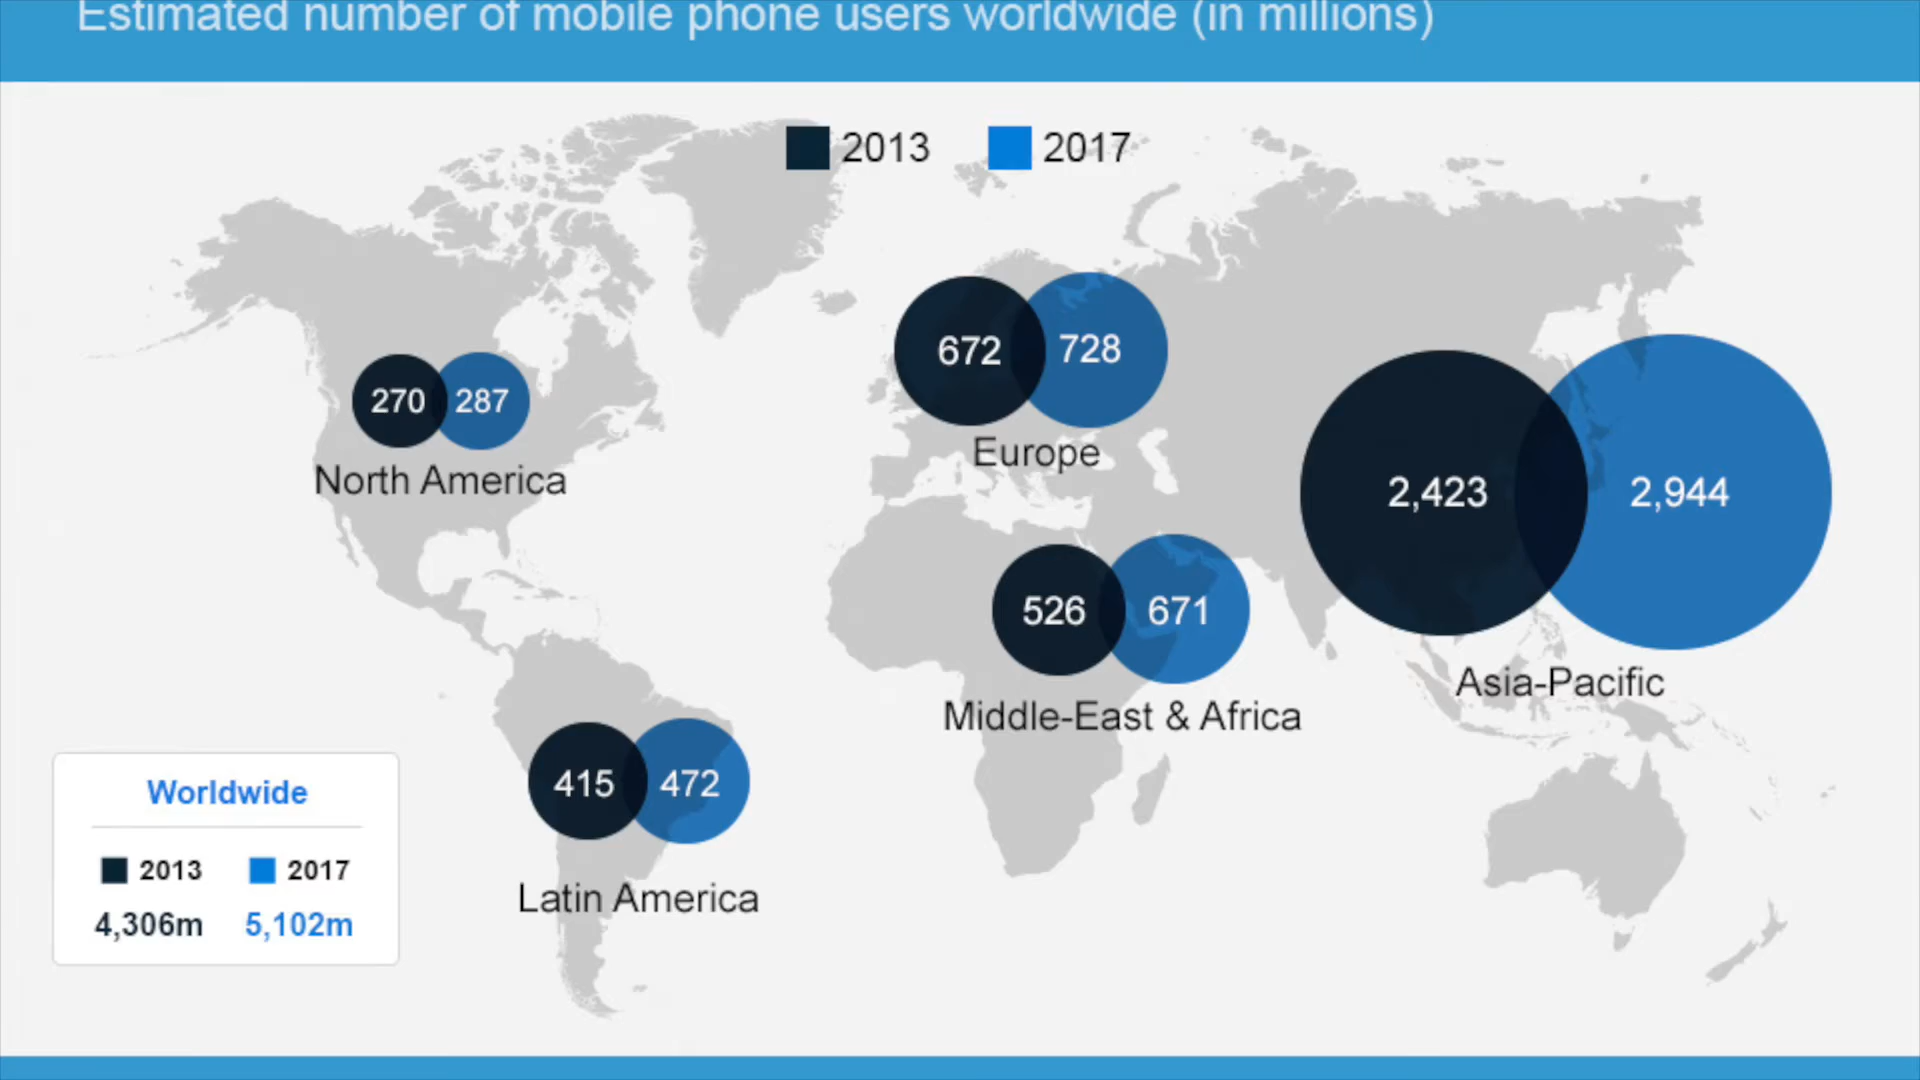 Estimated number of mobile phone users worldwide (in millions)
2013 2017
672 728
Europe
270 287
North America
2,423 2,944
Asia-Pacific
526 671
Middle-East & Africa
415 472
Latin America
Worldwide
2013 2017
4,306m 5,102m